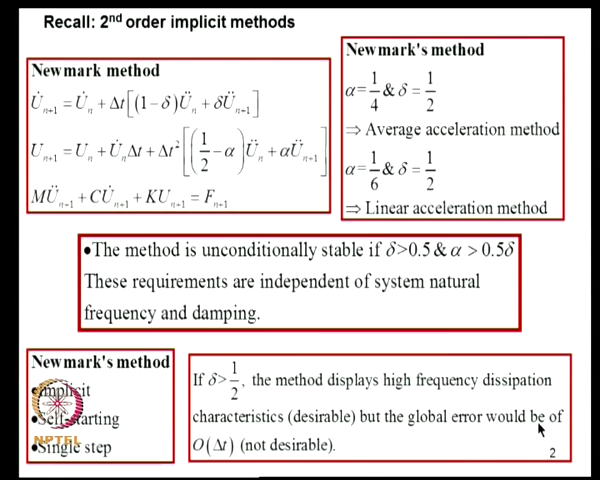 Recall: 2nd order implicit methods
Newmark method
U̇ₙ₊₁ = U̇ₙ + Δt[(1−δ)Üₙ + δÜₙ₊₁]
Uₙ₊₁ = Uₙ + U̇ₙΔt + Δt²[(1/2 − α)Üₙ + αÜₙ₊₁]
MÜₙ₊₁ + CU̇ₙ₊₁ + KUₙ₊₁ = Fₙ₊₁
Newmark's method
α = 1/4 & δ = 1/2
⇒ Average acceleration method
α = 1/6 & δ = 1/2
⇒ Linear acceleration method
•The method is unconditionally stable if δ>0.5 & α > 0.5δ
These requirements are independent of system natural
frequency and damping.
Newmark's method
•Implicit
•Self-starting
•Single step
NPTEL
If δ> 1/2, the method displays high frequency dissipation
characteristics (desirable) but the global error would be of
O(Δt) (not desirable).
2